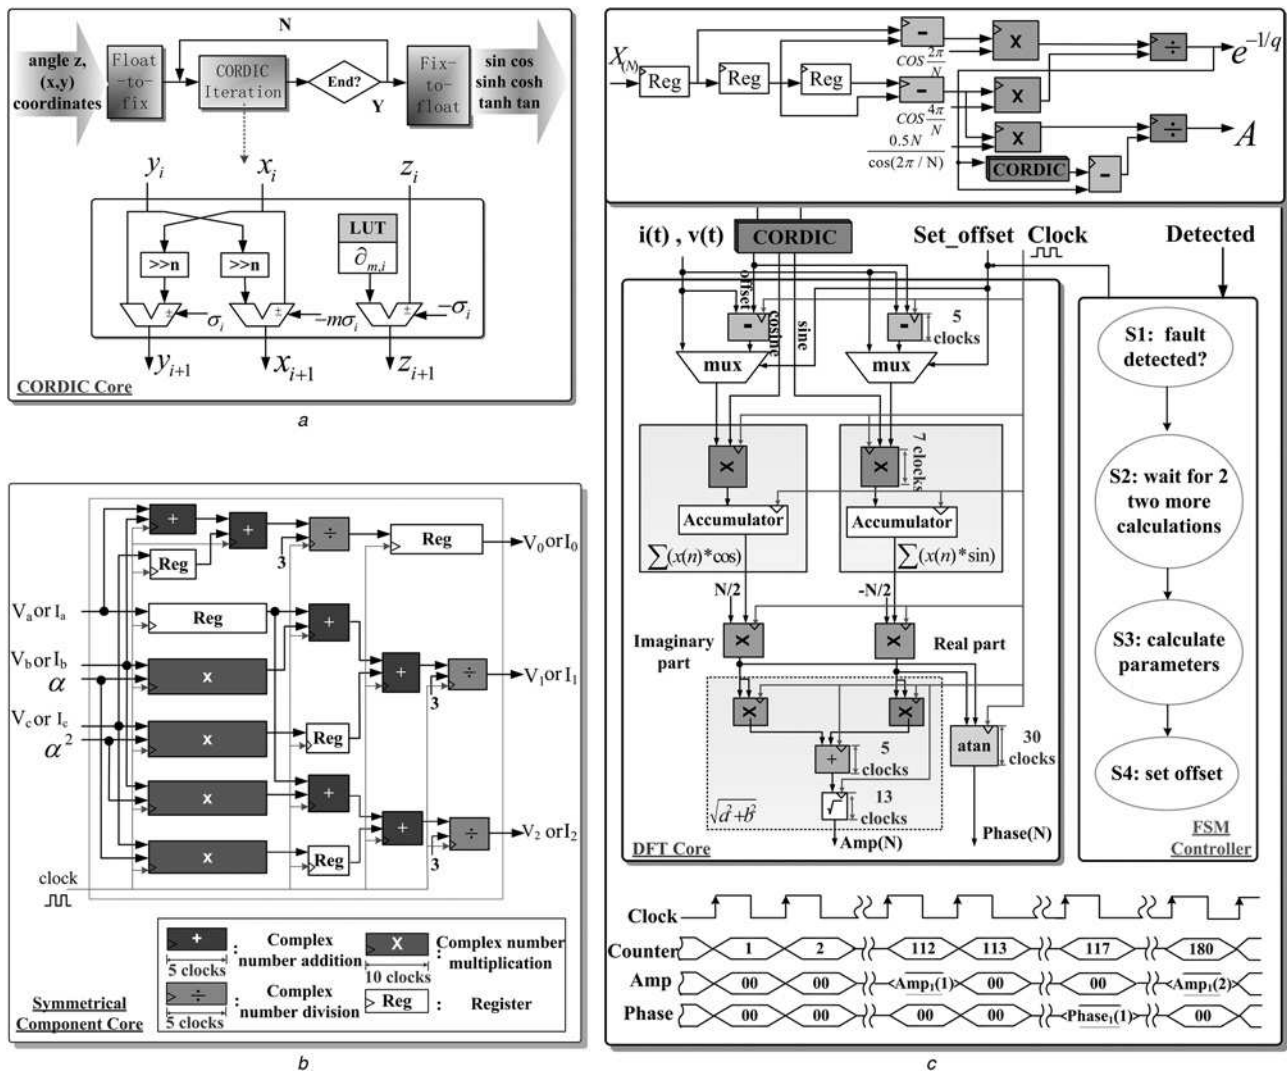 N
angle z,
(x,y)
coordinates
Float
-to-
fix
CORDIC
Iteration
End?
Y
Fix-
to-
float
sin cos
sinh cosh
tanh tan
y_i
x_i
z_i
LUT
∂_{m,i}
>>n
>>n
±
σ_i
±
-mσ_i
±
-σ_i
y_{i+1}
x_{i+1}
z_{i+1}
CORDIC Core
a
+
+
÷
Reg
V₀ or I₀
Reg
3
V_a or I_a
Reg
+
V_b or I_b
α
X
+
÷
V₁ or I₁
3
V_c or I_c
α²
X
Reg
X
+
+
÷
V₂ or I₂
X
Reg
3
clock
+
5 clocks
: Complex
number addition
X
10 clocks
: Complex number
multiplication
÷
5 clocks
: Complex
number division
Reg
: Register
Symmetrical
Component Core
b
X_(N)
Reg
Reg
Reg
-
COS 2π/N
X
÷
e^{-1/q}
-
COS 4π/N
X
0.5N
cos(2π / N)
X
÷
A
CORDIC
-
i(t) , v(t)
CORDIC
Set_offset
Clock
Detected
offset
cosine
sine
-
-
5
clocks
mux
mux
X
X
7 clocks
Accumulator
Accumulator
∑(x(n)*cos)
∑(x(n)*sin)
N/2
-N/2
Imaginary
part
X
X
Real part
X
X
+
5
clocks
atan
30
clocks
√
13
clocks
√a²+b²
Amp(N)
Phase(N)
DFT Core
S1: fault
detected?
S2: wait for 2
two more
calculations
S3: calculate
parameters
S4: set offset
FSM
Controller
Clock
Counter 1 2 112 113 117 180
Amp 00 00 <Amp₁(1)> 00 00 <Amp₁(2)>
Phase 00 00 00 00 <Phase₁(1)> 00
c